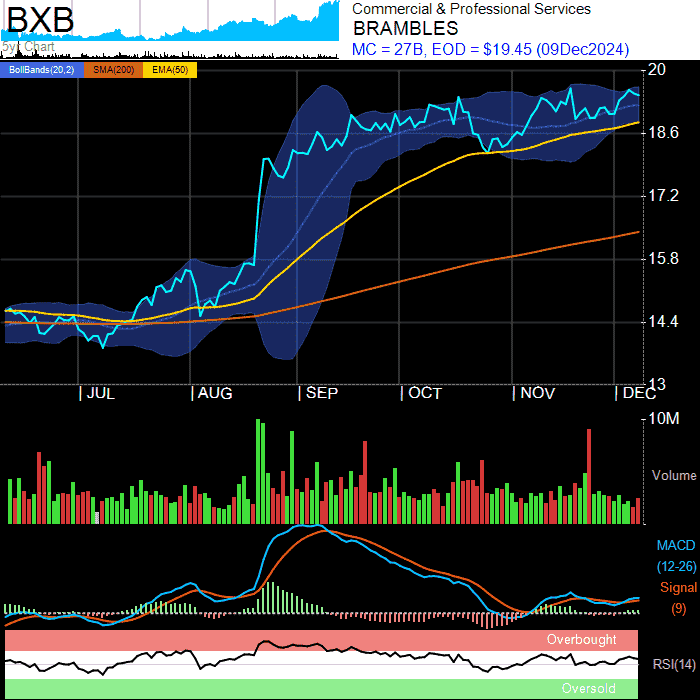 BXB
5yr Chart
Commercial & Professional Services
BRAMBLES
MC = 27B, EOD = $19.45 (09Dec2024)
BollBands(20,2) SMA(200) EMA(50)
20
18.6
17.2
15.8
14.4
13
JUL AUG SEP OCT NOV DEC
10M
Volume
MACD
(12-26)
Signal
(9)
Overbought
RSI(14)
Oversold